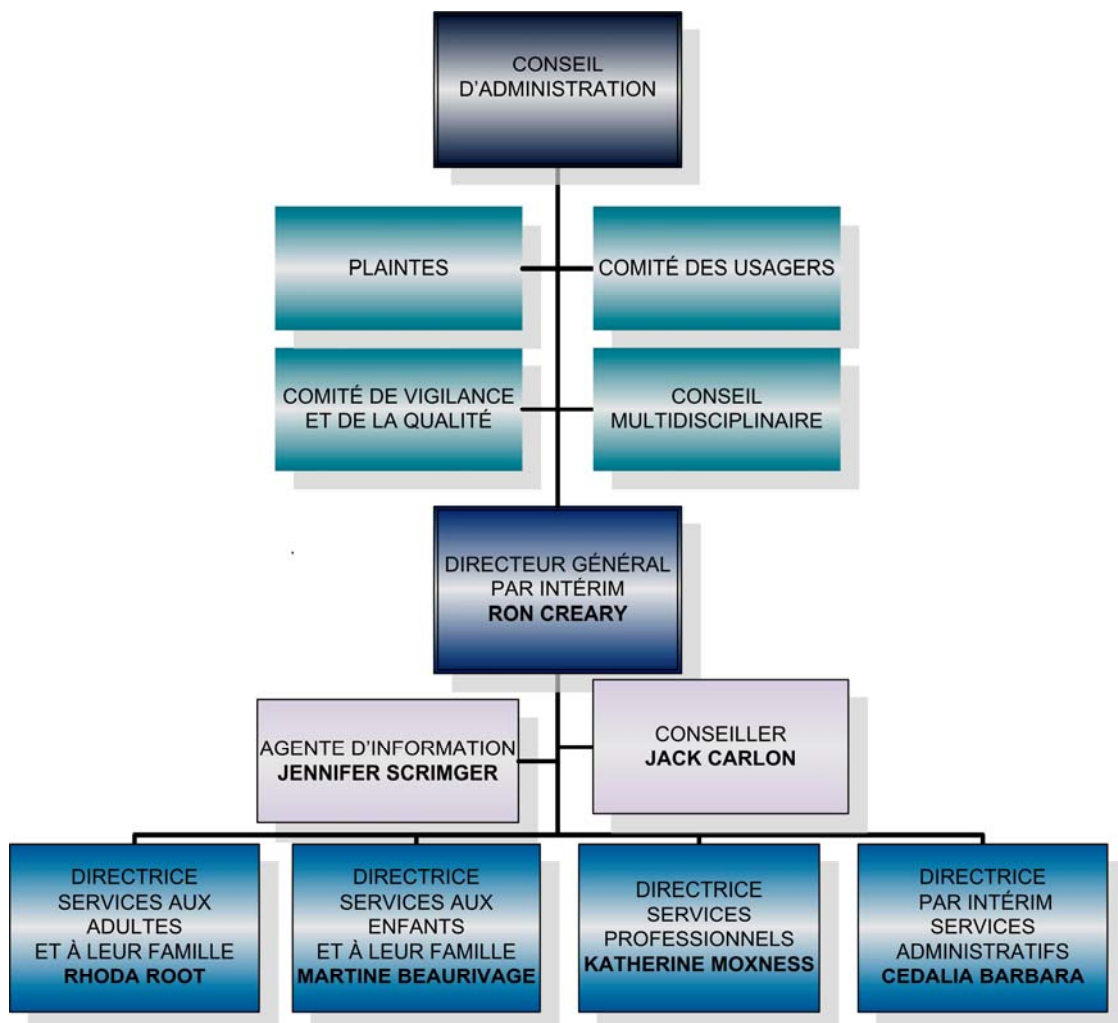 CONSEIL
D'ADMINISTRATION
PLAINTES
COMITÉ DES USAGERS
COMITÉ DE VIGILANCE
ET DE LA QUALITÉ
CONSEIL
MULTIDISCIPLINAIRE
DIRECTEUR GÉNÉRAL
PAR INTÉRIM
RON CREARY
AGENTE D'INFORMATION
JENNIFER SCRIMGER
CONSEILLER
JACK CARLON
DIRECTRICE
SERVICES AUX
ADULTES
ET À LEUR FAMILLE
RHODA ROOT
DIRECTRICE
SERVICES AUX
ENFANTS
ET À LEUR FAMILLE
MARTINE BEAURIVAGE
DIRECTRICE
SERVICES
PROFESSIONNELS
KATHERINE MOXNESS
DIRECTRICE
PAR INTÉRIM
SERVICES
ADMINISTRATIFS
CEDALIA BARBARA